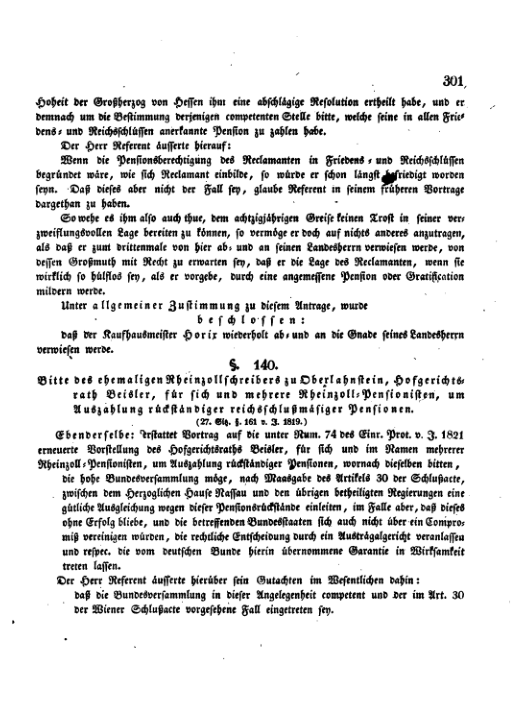 301
Hoheit der Großherzog von Hessen ihm eine abschlägige Resolution ertheilt habe, und er
demnach um die Bestimmung derjenigen competenten Stelle bitte, welche seine in allen Frie-
dens- und Reichsschlüssen anerkannte Pension zu zahlen habe.
Der Herr Referent äusserte hierauf:
Wenn die Pensionsberechtigung des Reclamanten in Friedens- und Reichsschlüssen
begründet wäre, wie sich Reclamant einbilde, so würde er schon längst befriedigt worden
seyn. Daß dieses aber nicht der Fall sey, glaube Referent in seinem früheren Vortrage
dargethan zu haben.
So wehe es ihm also auch thue, dem achtzigjährigen Greise keinen Trost in seiner ver-
zweiflungsvollen Lage bereiten zu können, so vermöge er doch auf nichts anderes anzutragen,
als daß er zum drittenmale von hier ab- und an seinen Landesherrn verwiesen werde, von
dessen Großmuth mit Recht zu erwarten sey, daß er die Lage des Reclamanten, wenn sie
wirklich so hülflos sey, als er vorgebe, durch eine angemessene Pension oder Gratification
mildern werde.
Unter allgemeiner Zustimmung zu diesem Antrage, wurde
beschlossen:
daß der Kaufhausmeister Horix wiederholt ab- und an die Gnade seines Landesherrn
verwiesen werde.
§. 140.
Bitte des ehemaligen Rheinzollschreibers zu Oberlahnstein, Hofgerichts-
rath Beisler, für sich und mehrere Rheinzoll-Pensionisten, um
Auszahlung rückständiger reichsschlußmäsiger Pensionen.
(27. Sitz. §. 161 v. J. 1819.)
Ebenderselbe: erstattet Vortrag auf die unter Num. 74 des Einr. Prot. v. J. 1821
erneuerte Vorstellung des Hofgerichtsraths Beisler, für sich und im Namen mehrerer
Rheinzoll-Pensionisten, um Auszahlung rückständiger Pensionen, wornach dieselben bitten,
die hohe Bundesversammlung möge, nach Maasgabe des Artikels 30 der Schlußacte,
zwischen dem Herzoglichen Hause Nassau und den übrigen betheiligten Regierungen eine
gütliche Ausgleichung wegen dieser Pensionsrückstände einleiten, im Falle aber, daß dieses
ohne Erfolg bliebe, und die betreffenden Bundesstaaten sich auch nicht über ein Compro-
miß vereinigen würden, die rechtliche Entscheidung durch ein Austrägalgericht veranlassen
und respec. die vom deutschen Bunde hierin übernommene Garantie in Wirksamkeit
treten lassen.
Der Herr Referent äusserte hierüber sein Gutachten im Wesentlichen dahin:
daß die Bundesversammlung in dieser Angelegenheit competent und der im Art. 30
der Wiener Schlußacte vorgesehene Fall eingetreten sey.